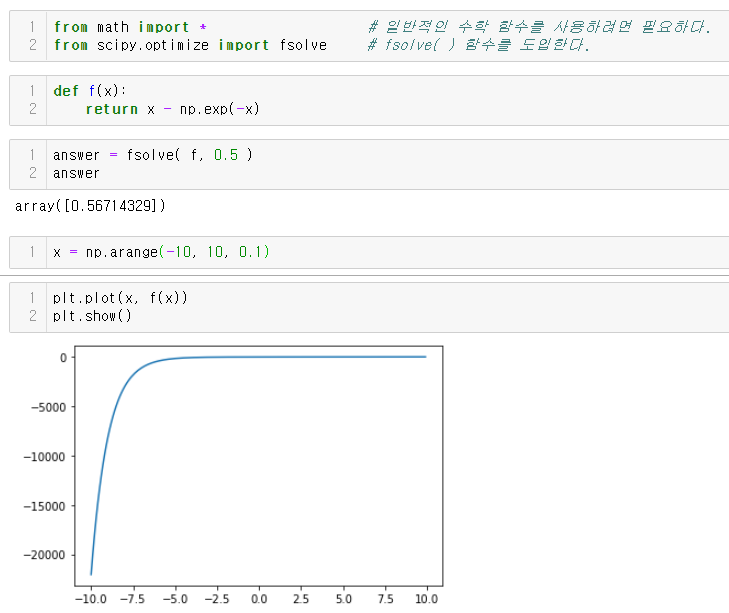 1 from math import * # 일반적인 수학 함수를 사용하려면 필요하다.
2 from scipy.optimize import fsolve # fsolve( ) 함수를 도입한다.
1 def f(x):
2 return x - np.exp(-x)
1 answer = fsolve( f, 0.5 )
2 answer
array([0.56714329])
1 x = np.arange(-10, 10, 0.1)
1 plt.plot(x, f(x))
2 plt.show()
0
−5000
−10000
−15000
−20000
−10.0 −7.5 −5.0 −2.5 0.0 2.5 5.0 7.5 10.0